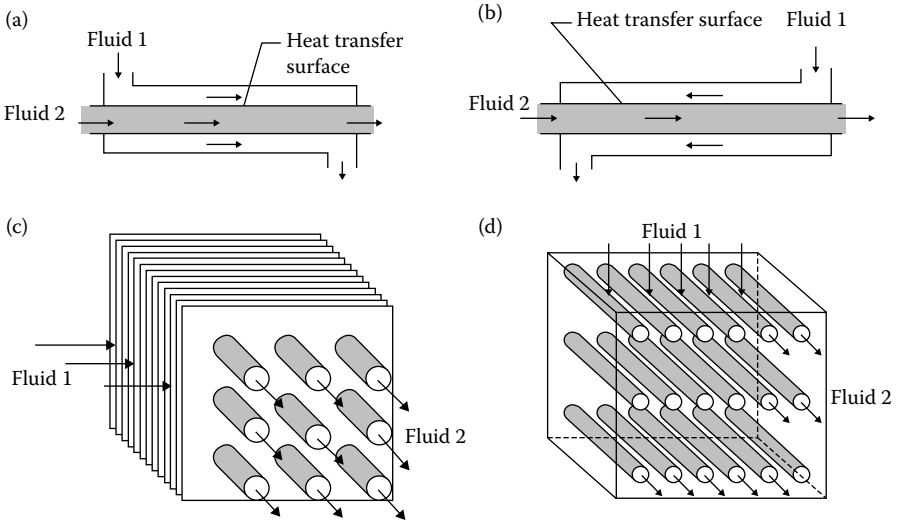 (a)
Fluid 1
Heat transfer
surface
Fluid 2
(b)
Heat transfer surface
Fluid 1
Fluid 2
(c)
Fluid 1
Fluid 2
(d)
Fluid 1
Fluid 2